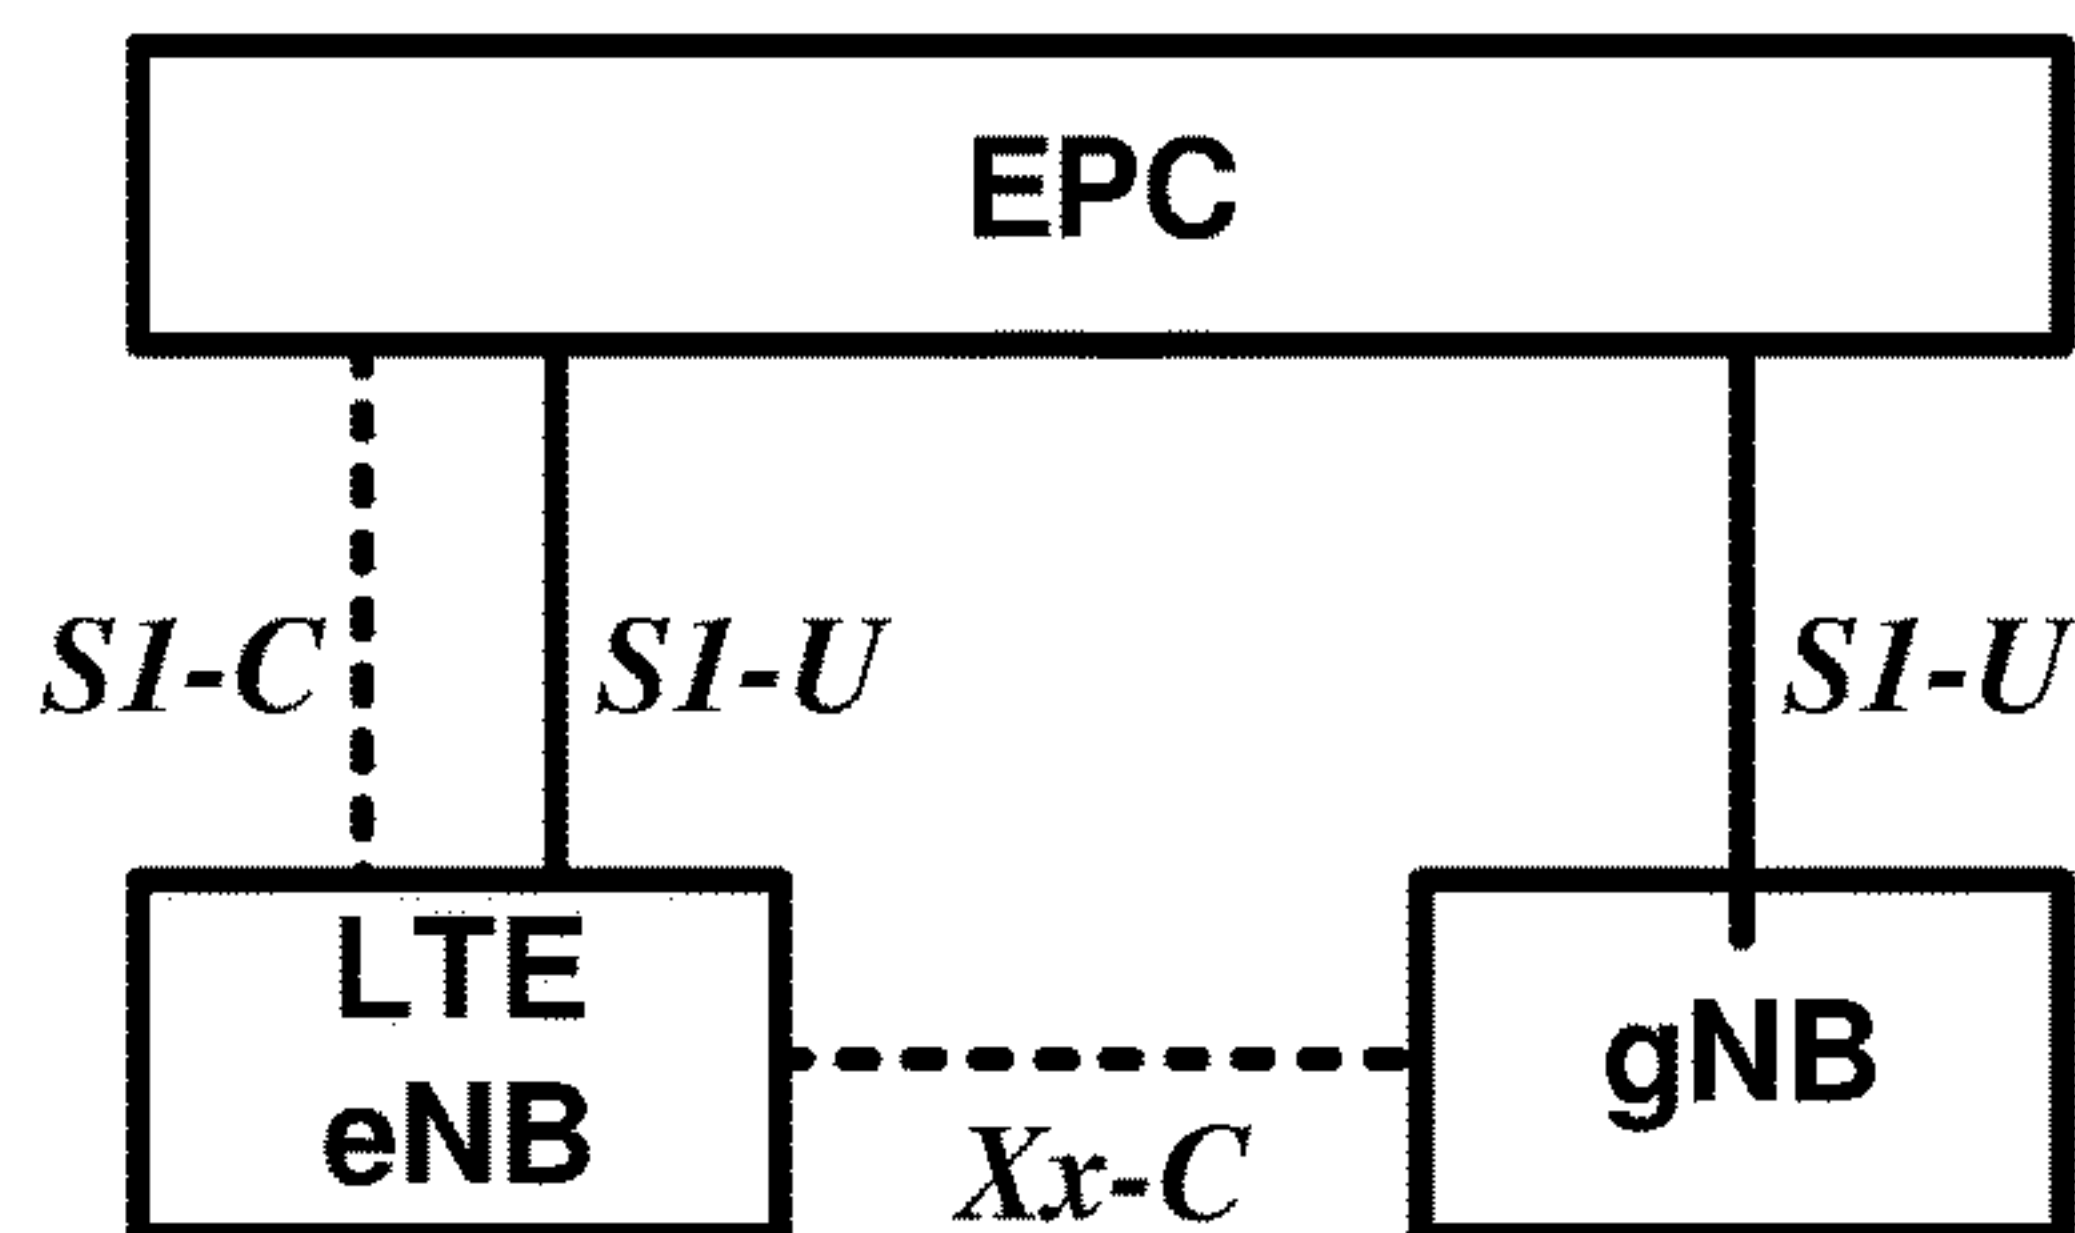 EPC
S1-C
S1-U
S1-U
LTE
eNB
gNB
Xx-C